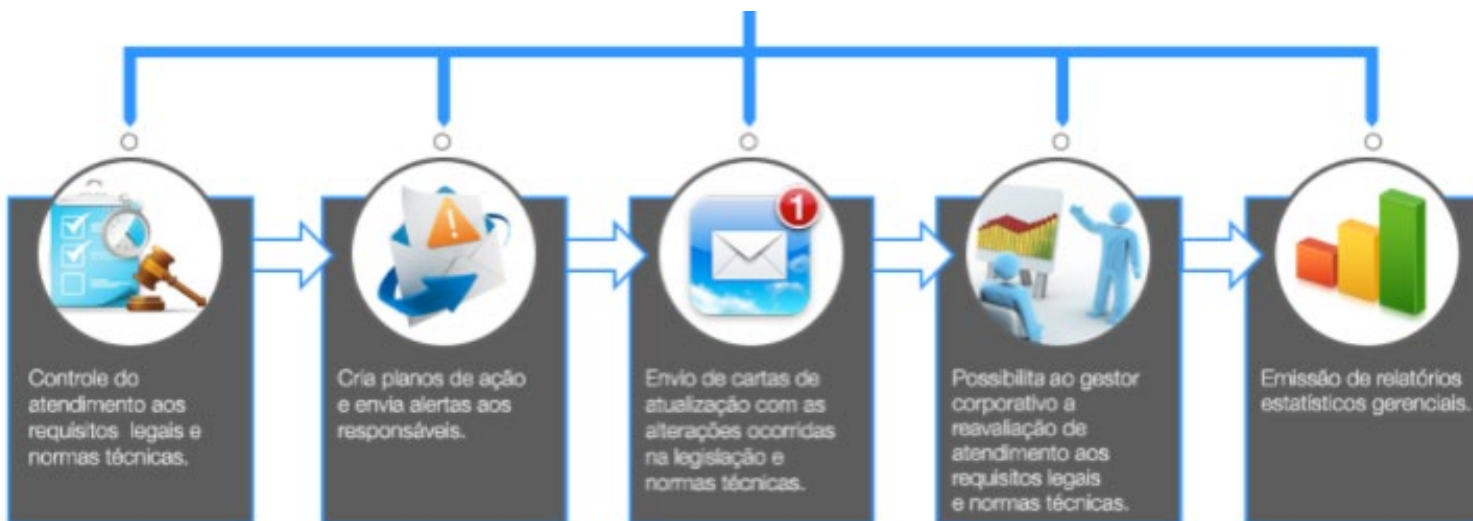 1
Controle do
atendimento aos
requisitos legais e
normas técnicas.
Cria planos de ação
e envia alertas aos
responsáveis.
Envio de cartas de
atualização com as
alterações ocorridas
na legislação e
normas técnicas.
Possibilita ao gestor
corporativo a
reavaliação de
atendimento aos
requisitos legais
e normas técnicas.
Emissão de relatórios
estatísticos gerenciais.